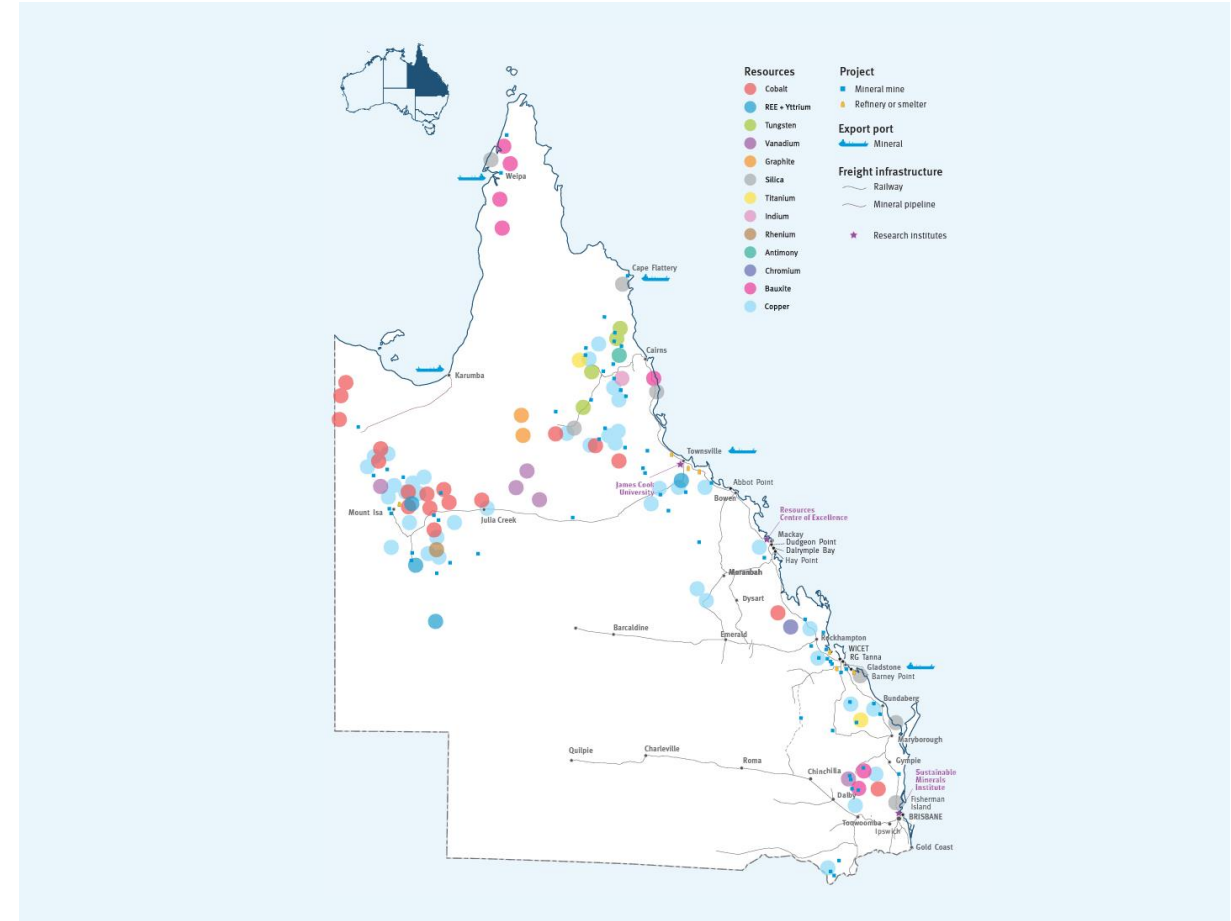 Resources
Cobalt
REE + Yttrium
Tungsten
Vanadium
Graphite
Silica
Titanium
Indium
Rhenium
Antimony
Chromium
Bauxite
Copper
Project
Mineral mine
Refinery or smelter
Export port
Mineral
Freight infrastructure
Railway
Mineral pipeline
Research institutes
Weipa
Cape Flattery
Cairns
Karumba
Townsville
James Cook
University
Abbot Point
Bowen
Mount Isa
Julia Creek
Resources
Centre of Excellence
Mackay
Dudgeon Point
Dalrymple Bay
Hay Point
Moranbah
Dysart
Barcaldine
Emerald
Rockhampton
WICET
RG Tanna
Gladstone
Barney Point
Bundaberg
Maryborough
Quilpie
Charleville
Roma
Chinchilla
Gympie
Sustainable
Minerals
Institute
Dalby
Fisherman
Island
BRISBANE
Toowoomba
Ipswich
Gold Coast